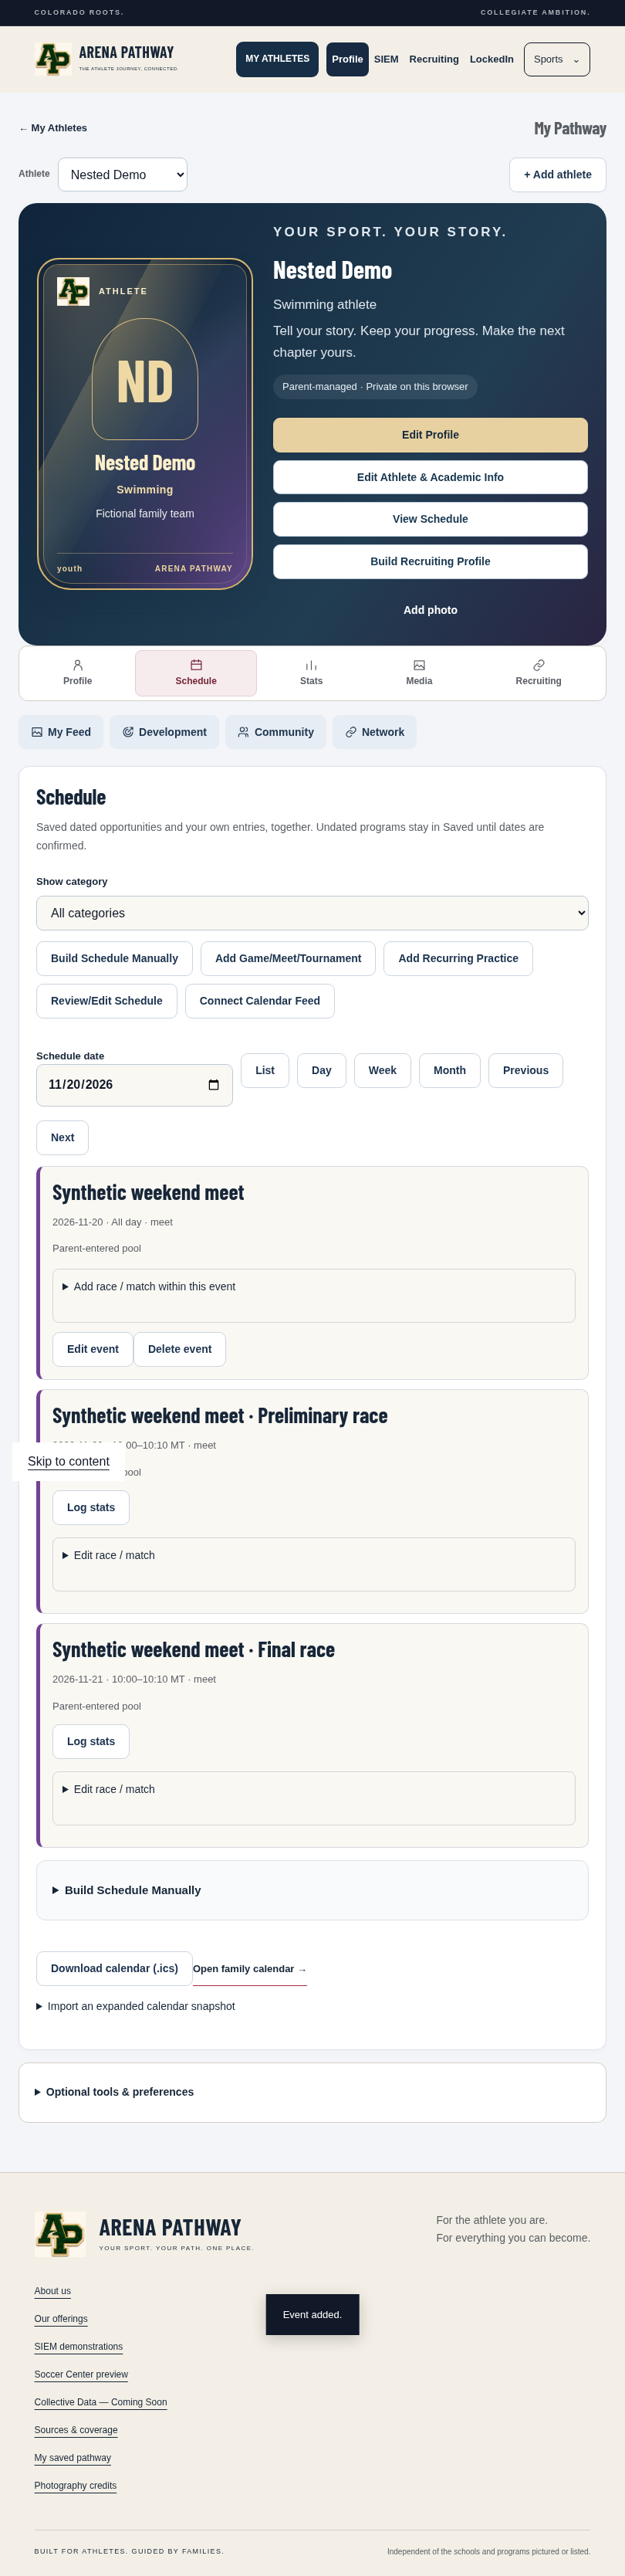 COLORADO ROOTS.
COLLEGIATE AMBITION.
AP
ARENA PATHWAY
THE ATHLETE JOURNEY, CONNECTED.
MY ATHLETES
Profile
SIEM
Recruiting
LockedIn
Sports
← My Athletes
My Pathway
Athlete
Nested Demo
+ Add athlete
AP
ATHLETE
ND
Nested Demo
Swimming
Fictional family team
youth
ARENA PATHWAY
YOUR SPORT. YOUR STORY.
Nested Demo
Swimming athlete
Tell your story. Keep your progress. Make the next
chapter yours.
Parent-managed · Private on this browser
Edit Profile
Edit Athlete & Academic Info
View Schedule
Build Recruiting Profile
Add photo
Profile
Schedule
Stats
Media
Recruiting
My Feed
Development
Community
Network
Schedule
Saved dated opportunities and your own entries, together. Undated programs stay in Saved until dates are
confirmed.
Show category
All categories
Build Schedule Manually
Add Game/Meet/Tournament
Add Recurring Practice
Review/Edit Schedule
Connect Calendar Feed
Schedule date
11/20/2026
List
Day
Week
Month
Previous
Next
Synthetic weekend meet
2026-11-20 · All day · meet
Parent-entered pool
Add race / match within this event
Edit event
Delete event
Synthetic weekend meet · Preliminary race
00–10:10 MT · meet
Skip to content
pool
Log stats
Edit race / match
Synthetic weekend meet · Final race
2026-11-21 · 10:00–10:10 MT · meet
Parent-entered pool
Log stats
Edit race / match
Build Schedule Manually
Download calendar (.ics)
Open family calendar →
Import an expanded calendar snapshot
Optional tools & preferences
AP
ARENA PATHWAY
YOUR SPORT. YOUR PATH. ONE PLACE.
For the athlete you are.
For everything you can become.
About us
Our offerings
SIEM demonstrations
Soccer Center preview
Collective Data — Coming Soon
Sources & coverage
My saved pathway
Photography credits
Event added.
BUILT FOR ATHLETES. GUIDED BY FAMILIES.
Independent of the schools and programs pictured or listed.